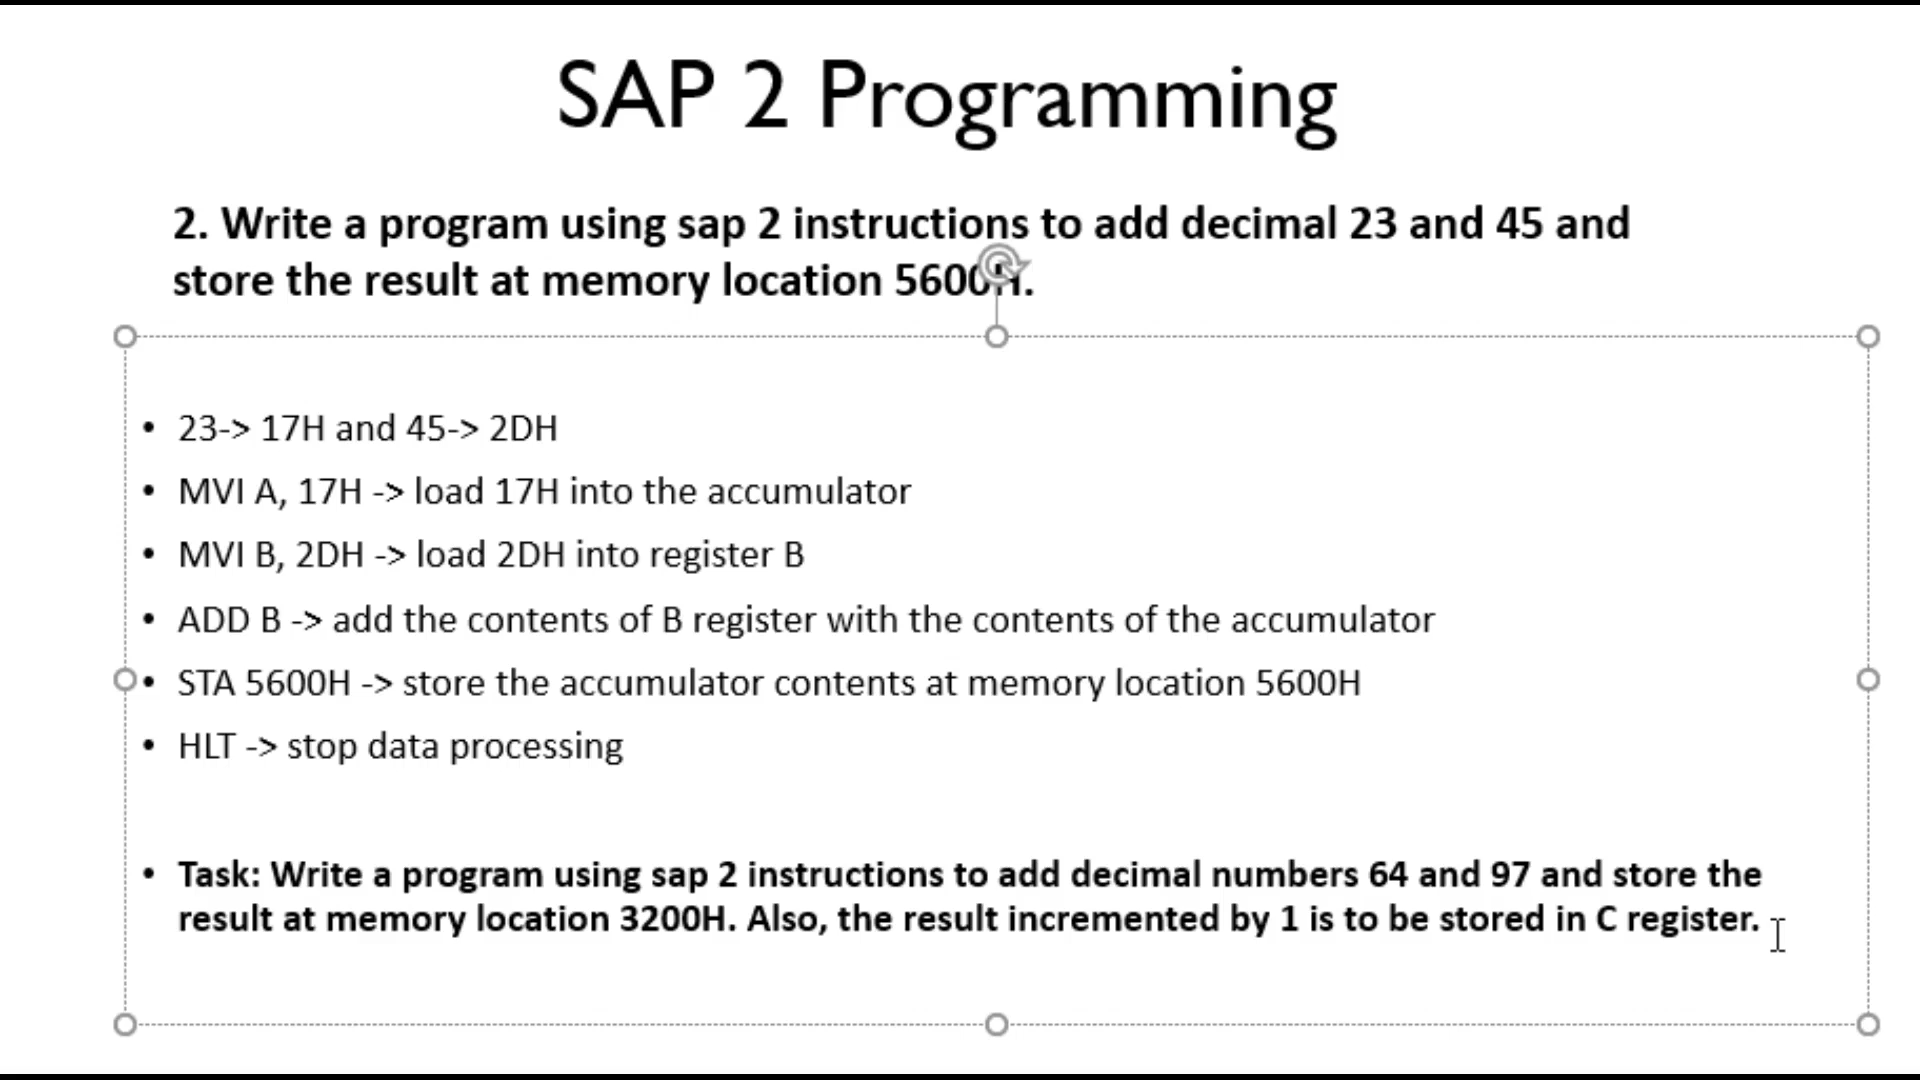 SAP 2 Programming
2. Write a program using sap 2 instructions to add decimal 23 and 45 and
store the result at memory location 5600H.
• 23-> 17H and 45-> 2DH
• MVI A, 17H -> load 17H into the accumulator
• MVI B, 2DH -> load 2DH into register B
• ADD B -> add the contents of B register with the contents of the accumulator
• STA 5600H -> store the accumulator contents at memory location 5600H
• HLT -> stop data processing
• Task: Write a program using sap 2 instructions to add decimal numbers 64 and 97 and store the
result at memory location 3200H. Also, the result incremented by 1 is to be stored in C register.